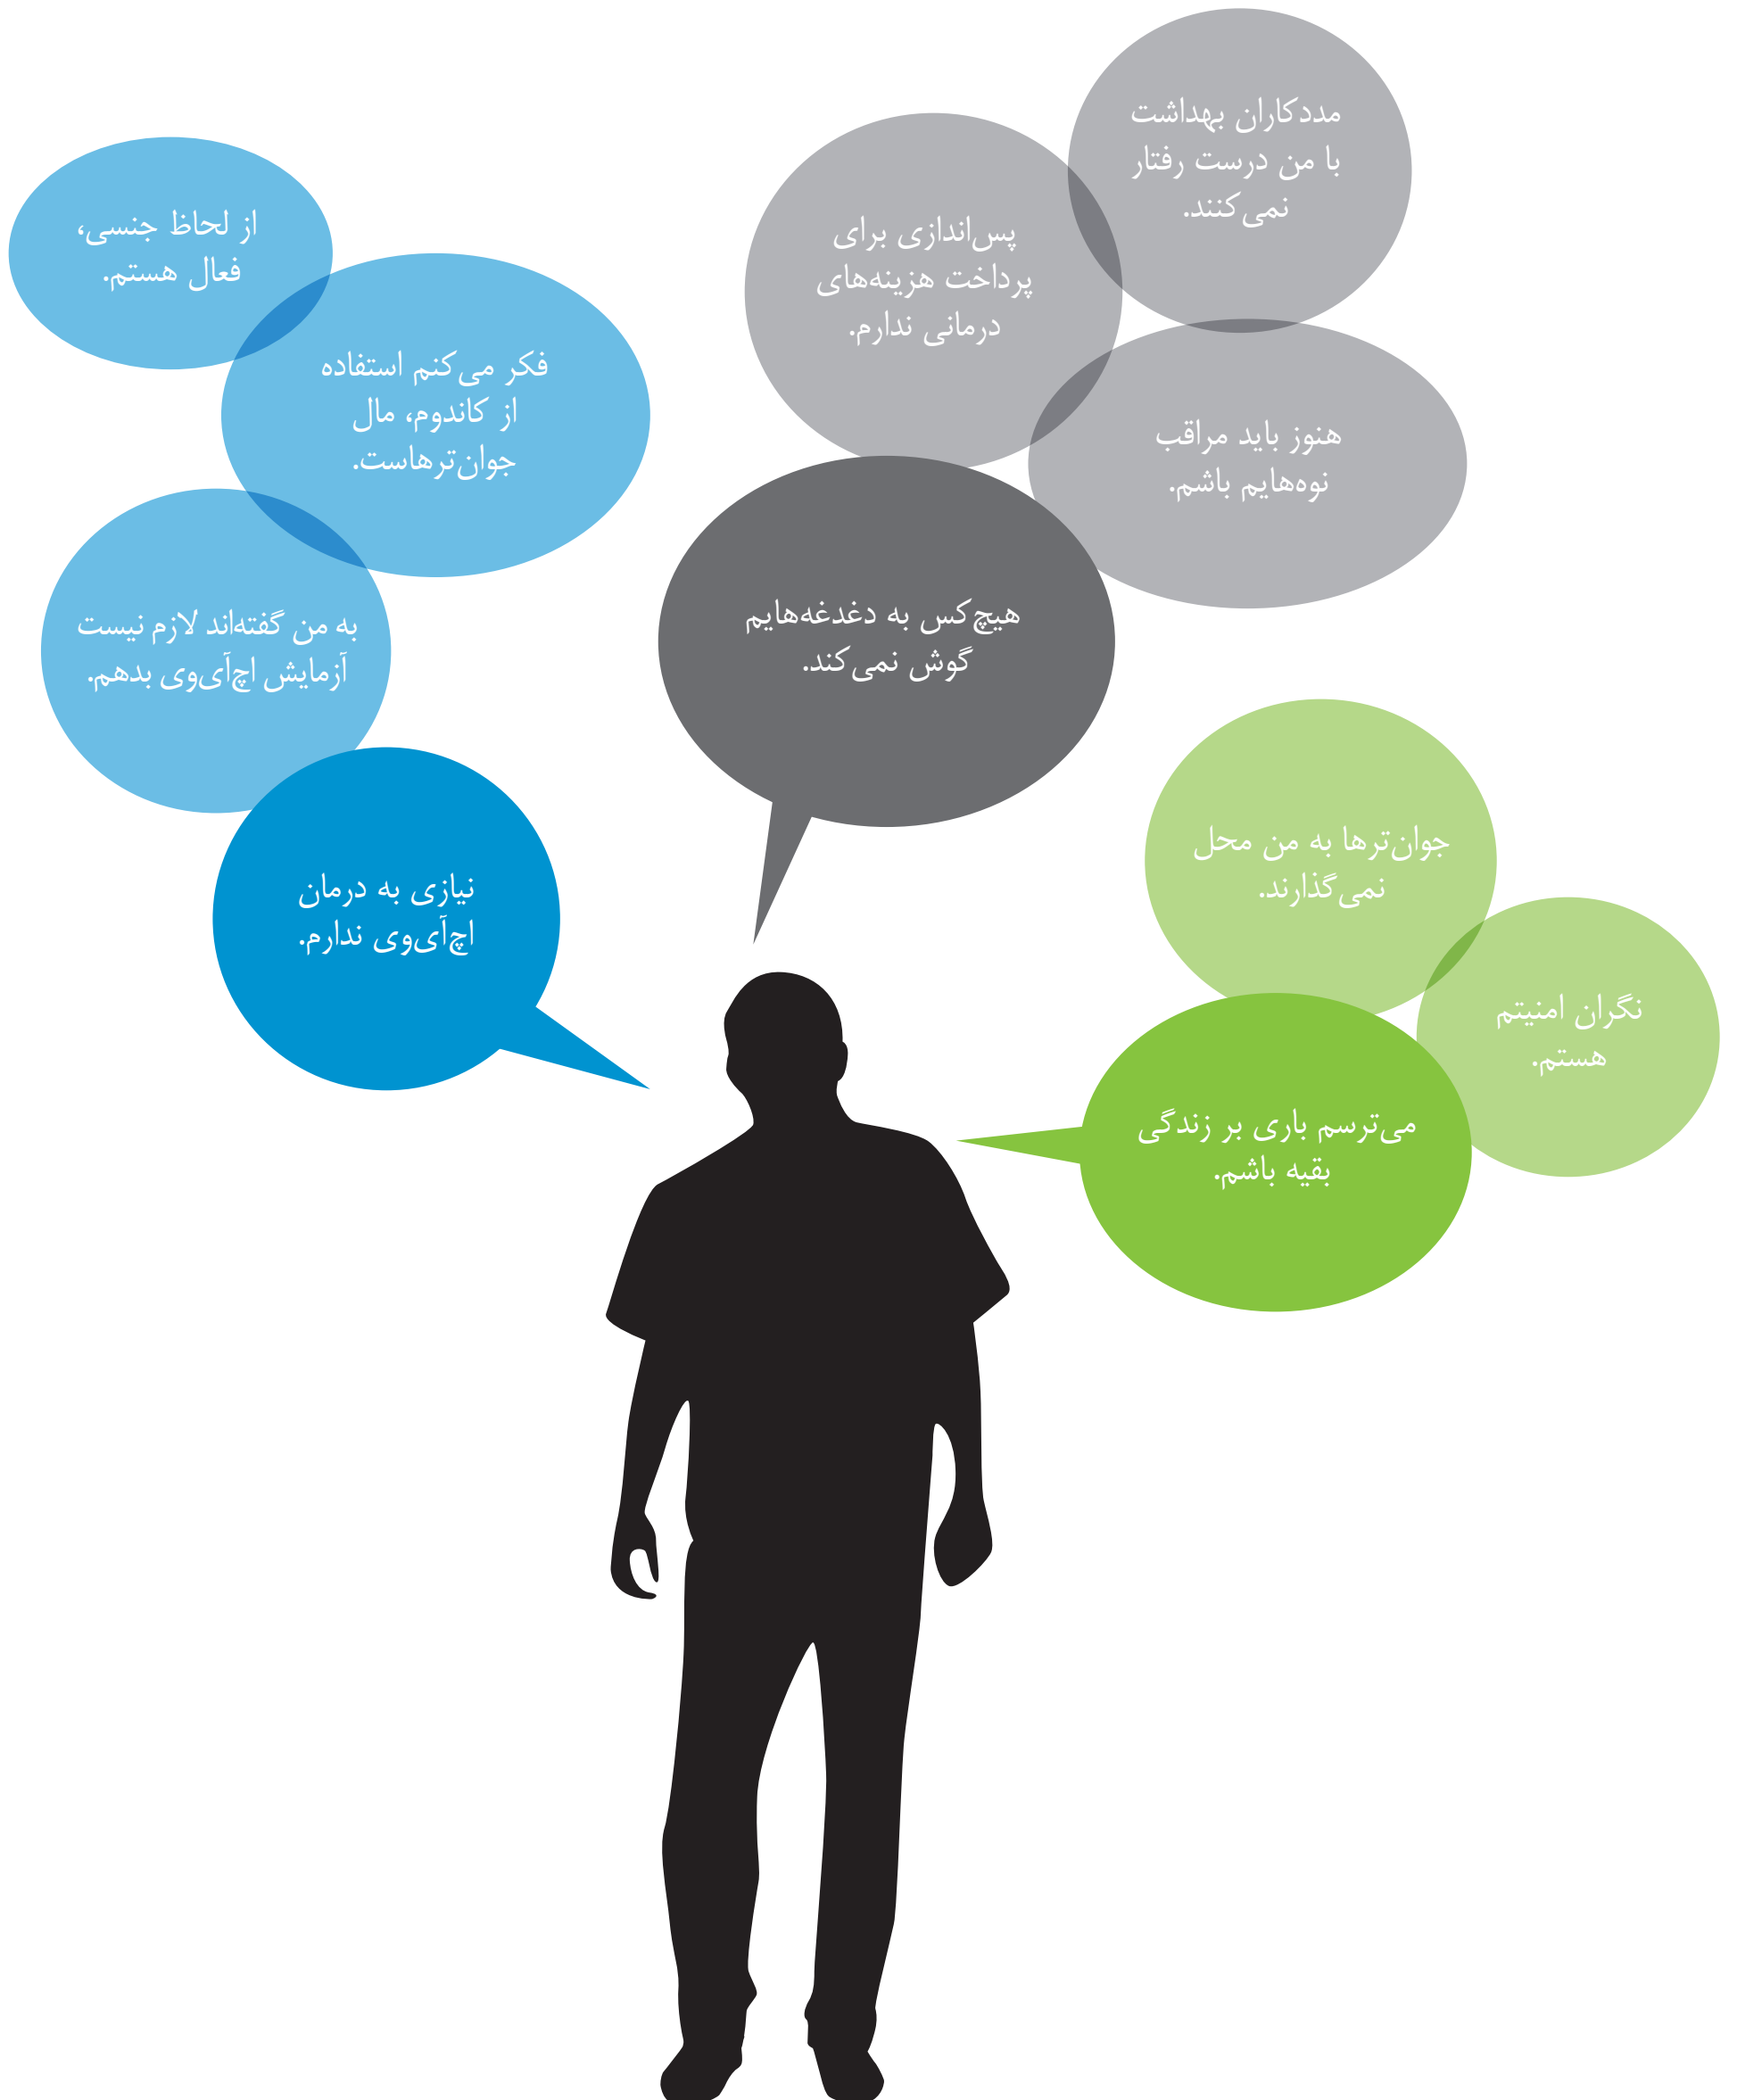 مددکاران بهداشت
با من درست رفتار
نمی‌کنند.
پس‌اندازی برای
پرداخت هزینه‌های
درمانی ندارم.
هنوز باید مراقب
نوه‌هایم باشم.
هیچ‌کس به دغدغه‌هایم
گوش نمی‌کند.
از لحاظ جنسی،
فعال هستم.
فکر می‌کنم استفاده
از کاندوم، مال
جوان‌ترهاست.
به من گفته‌اند لازم نیست
آزمایش اچ‌آی‌وی بدهم.
نیازی به درمان
اچ‌آی‌وی ندارم.
جوان‌ترها به من محل
نمی‌گذارند.
نگران امنیتم
هستم.
می‌ترسم باری بر زندگی
بقیه باشم.